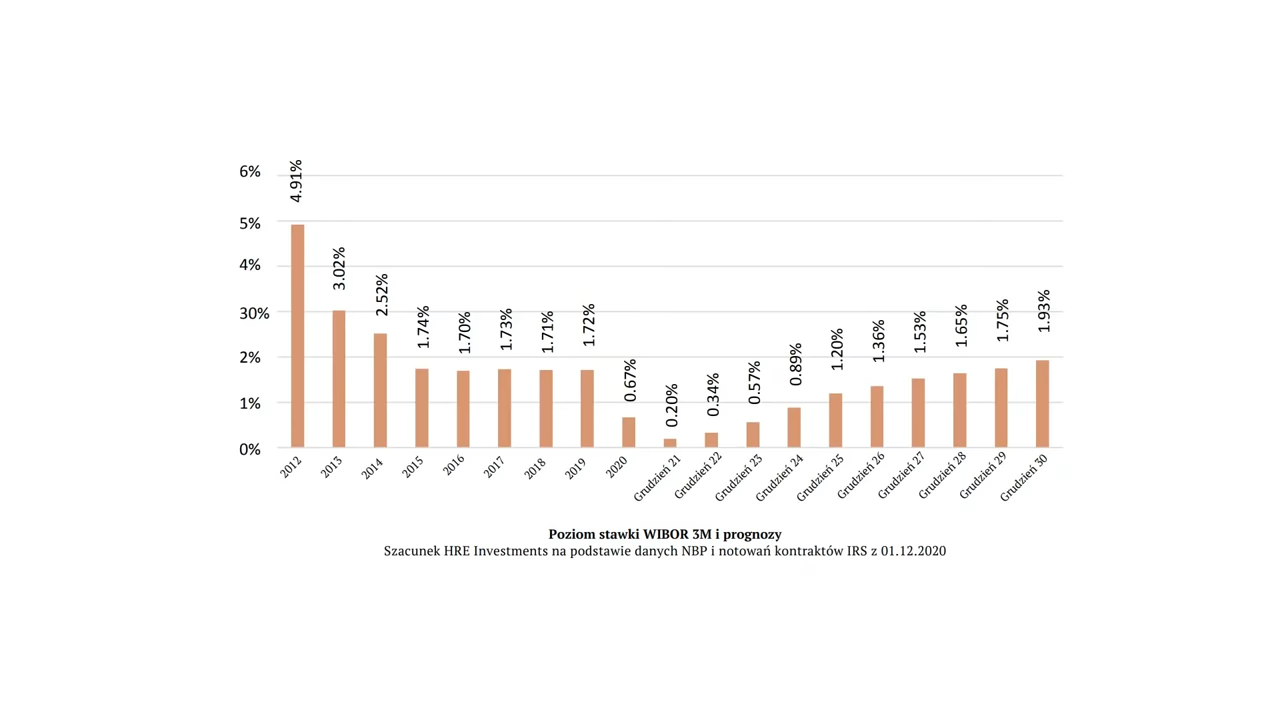 6%
5%
4%
30%
2%
1%
0%
4.91%
3.02%
2.52%
1.74%
1.70%
1.73%
1.71%
1.72%
0.67%
0.20%
0.34%
0.57%
0.89%
1.20%
1.36%
1.53%
1.65%
1.75%
1.93%
2012
2013
2014
2015
2016
2017
2018
2019
2020
Grudzień 21
Grudzień 22
Grudzień 23
Grudzień 24
Grudzień 25
Grudzień 26
Grudzień 27
Grudzień 28
Grudzień 29
Grudzień 30
Poziom stawki WIBOR 3M i prognozy
Szacunek HRE Investments na podstawie danych NBP i notowań kontraktów IRS z 01.12.2020